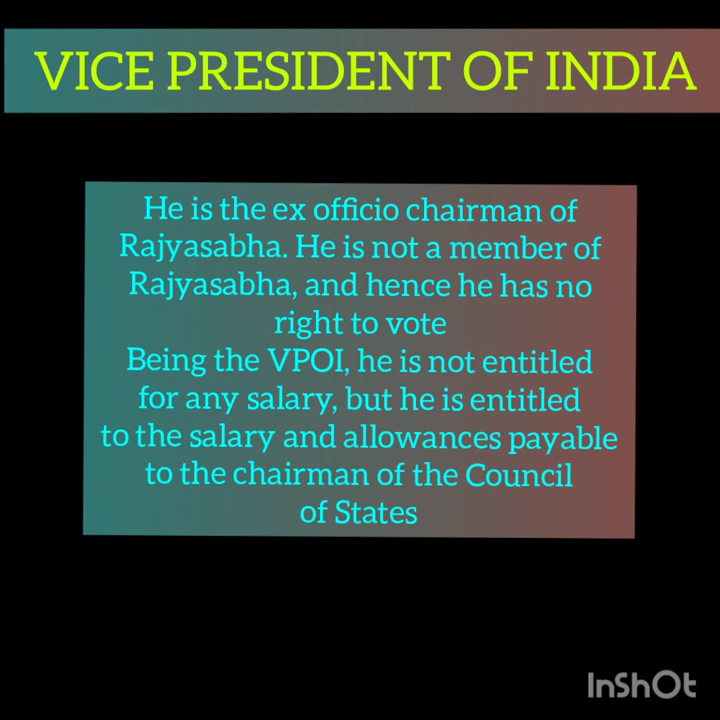 VICE PRESIDENT OF INDIA
He is the ex officio chairman of
Rajyasabha. He is not a member of
Rajyasabha, and hence he has no
right to vote
Being the VPOI, he is not entitled
for any salary, but he is entitled
to the salary and allowances payable
to the chairman of the Council
of States
InShOt